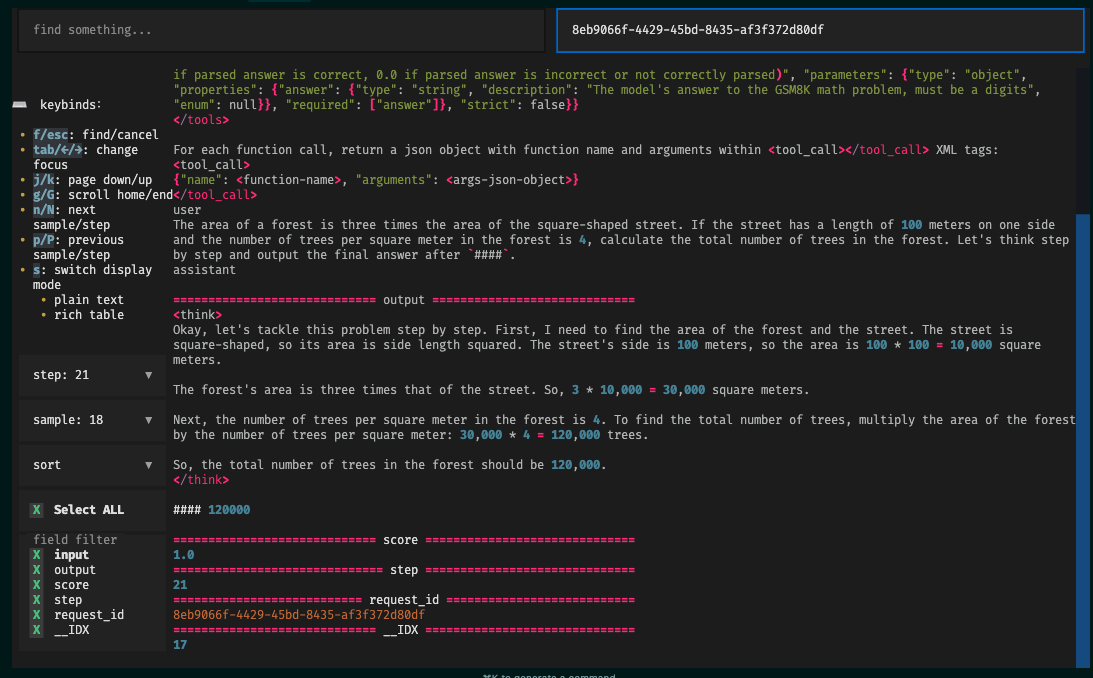 find something...
8eb9066f-4429-45bd-8435-af3f372d80df
keybinds:
• f/esc: find/cancel
• tab/←/→: change
focus
• j/k: page down/up
• g/G: scroll home/end
• n/N: next
sample/step
• p/P: previous
sample/step
• s: switch display
mode
• plain text
• rich table
step: 21 ▼
sample: 18 ▼
sort ▼
X Select ALL
field filter
X input
X output
X score
X step
X request_id
X __IDX
if parsed answer is correct, 0.0 if parsed answer is incorrect or not correctly parsed)", "parameters": {"type": "object",
"properties": {"answer": {"type": "string", "description": "The model's answer to the GSM8K math problem, must be a digits",
"enum": null}}, "required": ["answer"]}, "strict": false}}
</tools>
For each function call, return a json object with function name and arguments within <tool_call></tool_call> XML tags:
<tool_call>
{"name": <function-name>, "arguments": <args-json-object>}
</tool_call>
user
The area of a forest is three times the area of the square-shaped street. If the street has a length of 100 meters on one side
and the number of trees per square meter in the forest is 4, calculate the total number of trees in the forest. Let's think step
by step and output the final answer after `####`.
assistant
============================= output =============================
<think>
Okay, let's tackle this problem step by step. First, I need to find the area of the forest and the street. The street is
square-shaped, so its area is side length squared. The street's side is 100 meters, so the area is 100 * 100 = 10,000 square
meters.
The forest's area is three times that of the street. So, 3 * 10,000 = 30,000 square meters.
Next, the number of trees per square meter in the forest is 4. To find the total number of trees, multiply the area of the forest
by the number of trees per square meter: 30,000 * 4 = 120,000 trees.
So, the total number of trees in the forest should be 120,000.
</think>
#### 120000
============================= score ==============================
1.0
============================== step ==============================
21
=========================== request_id ===========================
8eb9066f-4429-45bd-8435-af3f372d80df
============================= __IDX ==============================
17
⌘K to generate a command